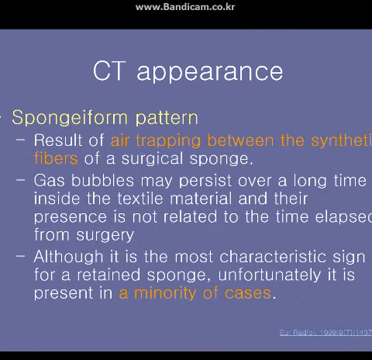 www.Bandicam.co.kr
CT appearance
Spongeiform pattern
– Result of air trapping between the syntheti
fibers of a surgical sponge.
– Gas bubbles may persist over a long time
inside the textile material and their
presence is not related to the time elapsed
from surgery
– Although it is the most characteristic sign
for a retained sponge, unfortunately it is
present in a minority of cases.